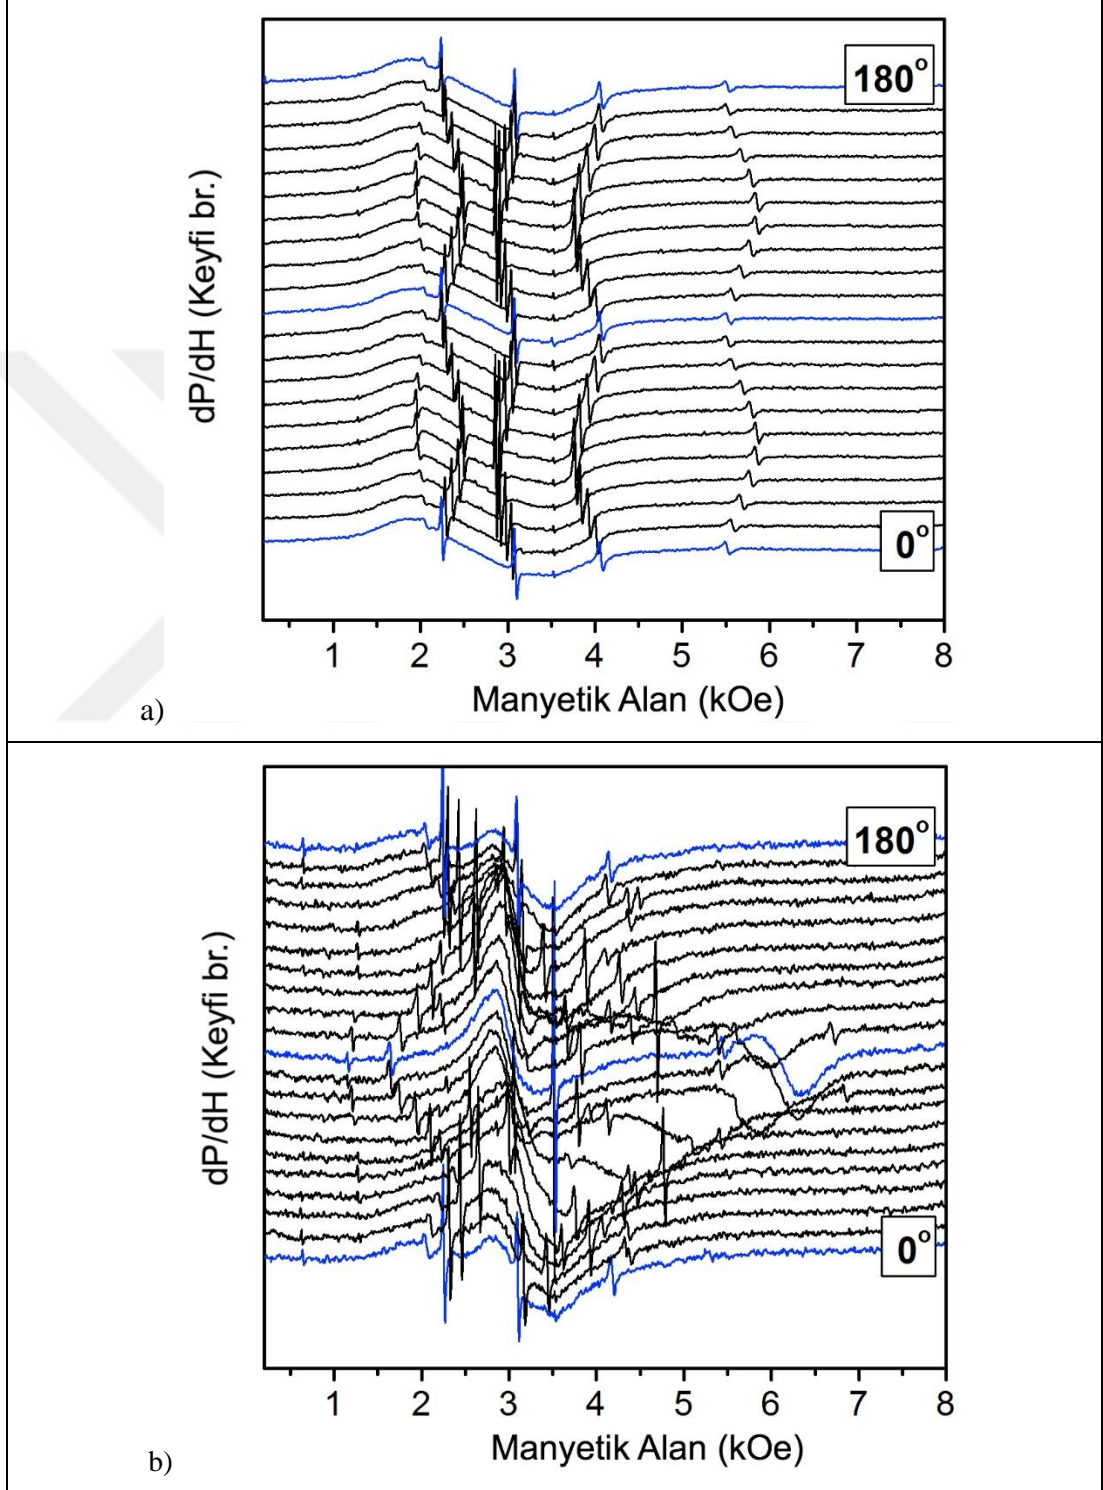 180°
0°
dP/dH (Keyfi br.)
1 2 3 4 5 6 7 8
Manyetik Alan (kOe)
a)
180°
0°
dP/dH (Keyfi br.)
1 2 3 4 5 6 7 8
Manyetik Alan (kOe)
b)